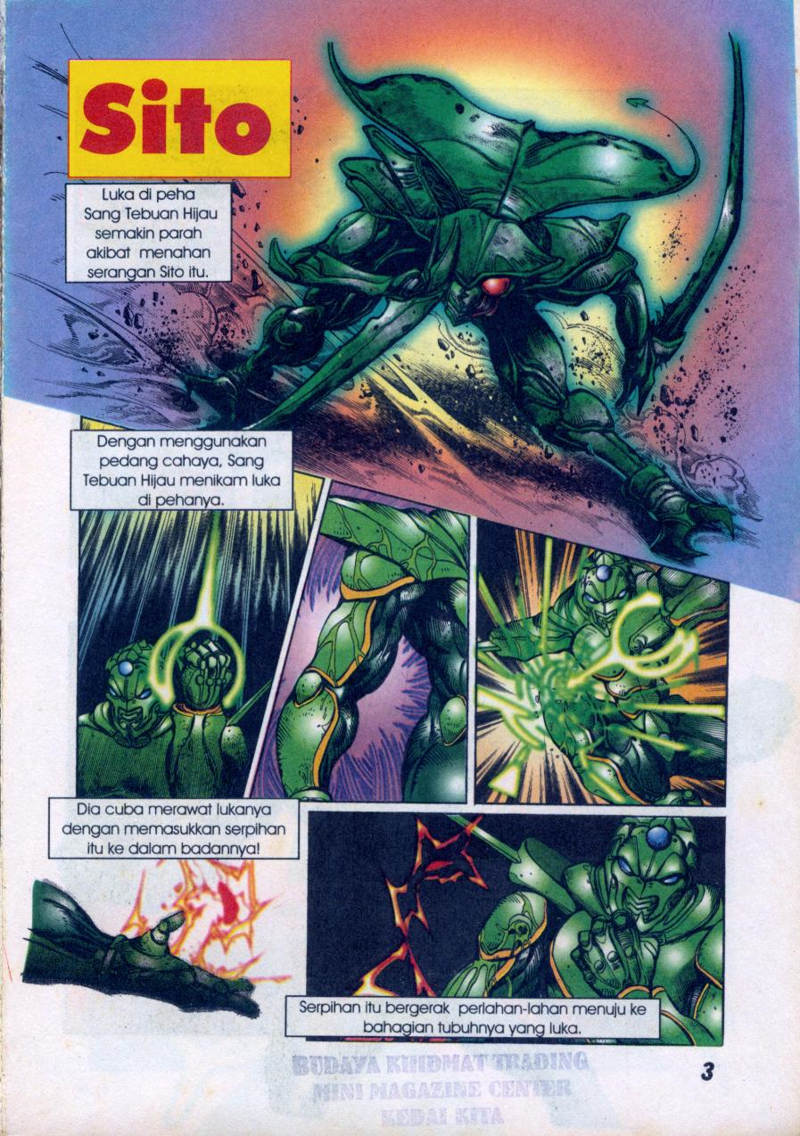 Sito
Luka di peha
Sang Tebuan Hijau
semakin parah
akibat menahan
serangan Sito itu.
Dengan menggunakan
pedang cahaya, Sang
Tebuan Hijau menikam luka
di pehanya.
Dia cuba merawat lukanya
dengan memasukkan serpihan
itu ke dalam badannya!
Serpihan itu bergerak perlahan-lahan menuju ke
bahagian tubuhnya yang luka.
BUDAYA KHIDMAT TRADING
MINI MAGAZINE CENTER
KEDAI KITA
3